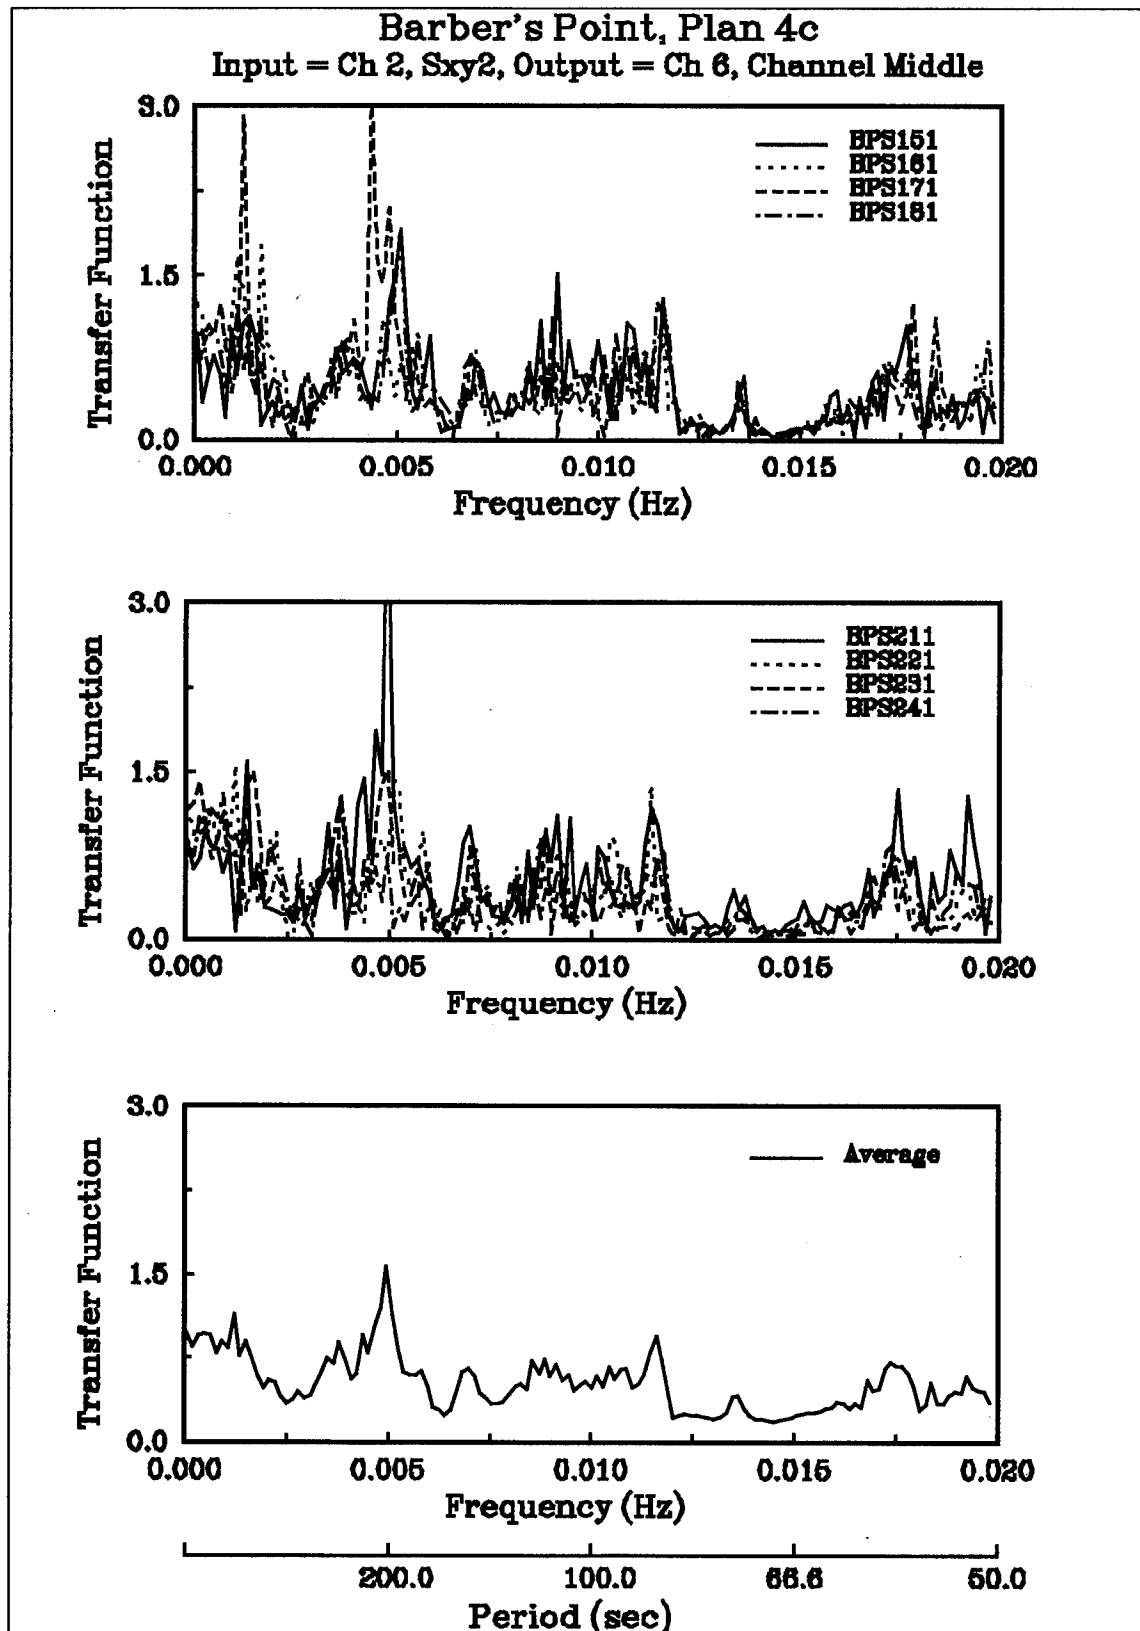 Barber's Point, Plan 4c
Input = Ch 2, Sxy2, Output = Ch 6, Channel Middle
3.0
BPS151
BPS161
BPS171
BPS181
1.5
Transfer Function
0.0
0.000 0.005 0.010 0.015 0.020
Frequency (Hz)
3.0
BPS211
BPS221
BPS231
BPS241
1.5
Transfer Function
0.0
0.000 0.005 0.010 0.015 0.020
Frequency (Hz)
3.0
Average
1.5
Transfer Function
0.0
0.000 0.005 0.010 0.015 0.020
Frequency (Hz)
200.0 100.0 66.6 50.0
Period (sec)